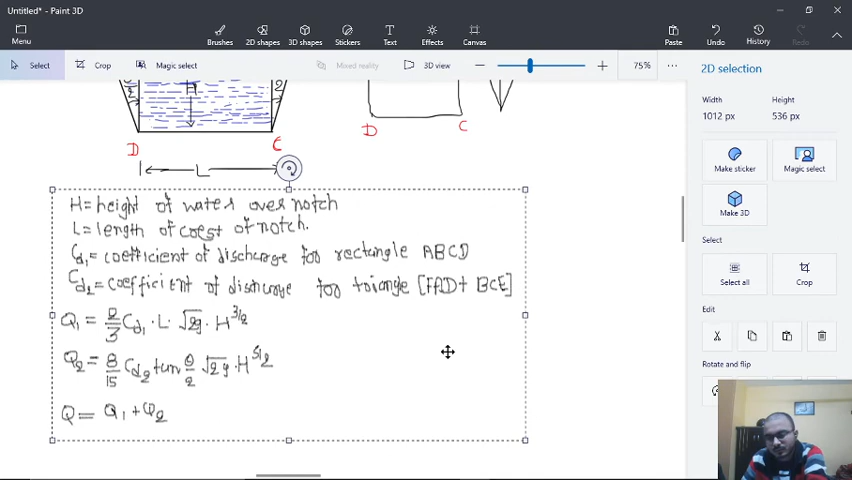 Untitled* - Paint 3D
Menu
Brushes
2D shapes
3D shapes
Stickers
Text
Effects
Canvas
Paste
Undo
History
Redo
Select
Crop
Magic select
Mixed reality
3D view
75%
2D selection
Width
Height
1012 px
536 px
Make sticker
Magic select
Make 3D
Select
Select all
Crop
Edit
Rotate and flip
2
H
2
D
C
D
C
L
H=height of water over notch
L=length of crest of notch.
Cd₁=coefficient of discharge for rectangle ABCD
Cd₂=coefficient of discharge for triangle [FAD+ BCE]
Q₁ = 2/3 Cd₁ · L · √2g · H^3/2
Q₂ = 8/15 Cd₂ tan θ/2 √2g · H^5/2
Q = Q₁ + Q₂